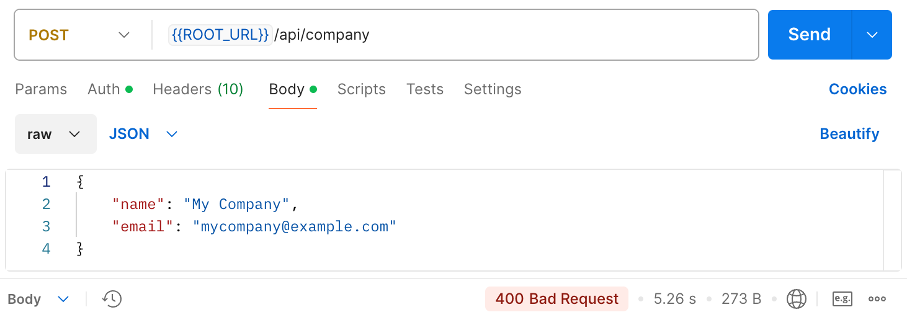 POST {{ROOT_URL}}/api/company Send
Params Auth Headers (10) Body Scripts Tests Settings Cookies
raw JSON Beautify
1 {
2 "name": "My Company",
3 "email": "mycompany@example.com"
4 }
Body 400 Bad Request 5.26 s 273 B e.g.